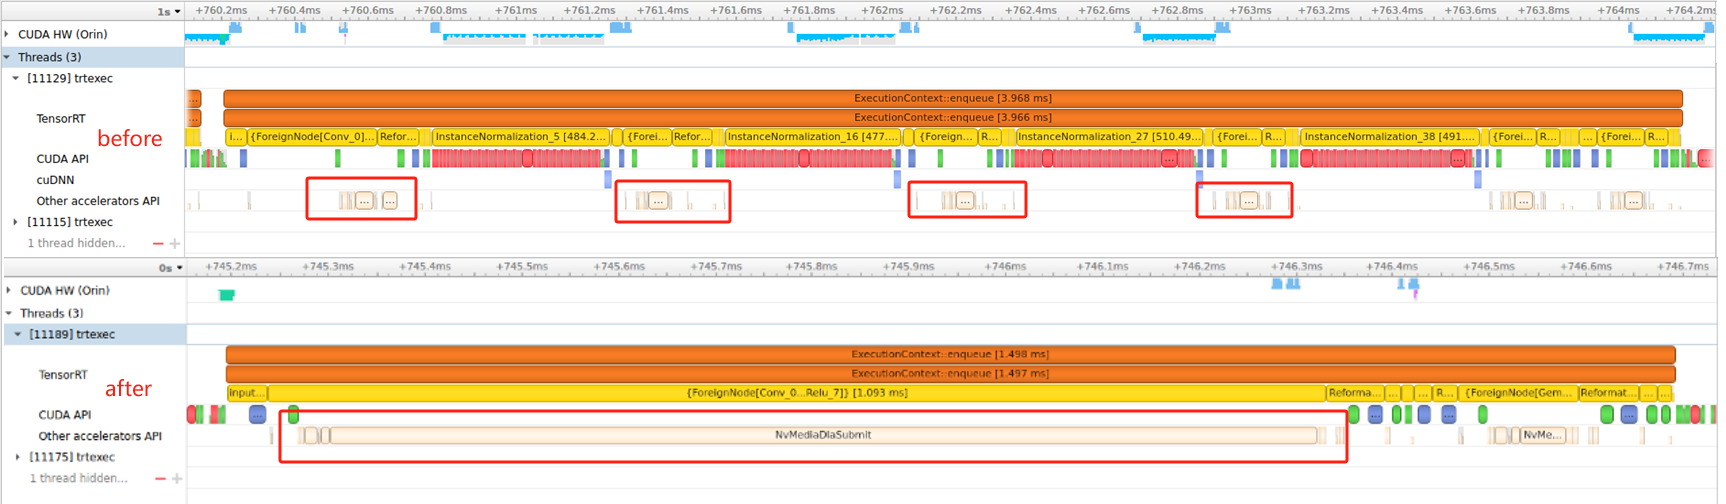 1s +760.2ms +760.4ms +760.6ms +760.8ms +761ms +761.2ms +761.4ms +761.6ms +761.8ms +762ms +762.2ms +762.4ms +762.6ms +762.8ms +763ms +763.2ms +763.4ms +763.6ms +763.8ms +764ms +764.2ms
CUDA HW (Orin)
Threads (3)
[11129] trtexec
... ExecutionContext::enqueue [3.968 ms]
TensorRT ... ExecutionContext::enqueue [3.966 ms]
before i... {ForeignNode[Conv_0]... Refor... InstanceNormalization_5 [484.2... {Forei... Refor... InstanceNormalization_16 [477.... {Foreign... R... InstanceNormalization_27 [510.49... {Forei... R... InstanceNormalization_38 [491.... {Forei... R... ... {Forei... R...
CUDA API ... ... ...
cuDNN
Other accelerators API ... ... ... ... ... ... ...
[11115] trtexec
1 thread hidden... − +
0s +745.2ms +745.3ms +745.4ms +745.5ms +745.6ms +745.7ms +745.8ms +745.9ms +746ms +746.1ms +746.2ms +746.3ms +746.4ms +746.5ms +746.6ms +746.7ms
CUDA HW (Orin)
Threads (3)
[11189] trtexec
ExecutionContext::enqueue [1.498 ms]
TensorRT ExecutionContext::enqueue [1.497 ms]
after Input... {ForeignNode[Conv_0...Relu_7]} [1.093 ms] Reforma... ... ... R... {ForeignNode[Gem... Reformat... ...
CUDA API ... ... ... ... ...
Other accelerators API NvMediaDlaSubmit NvMe...
[11175] trtexec
1 thread hidden... − +